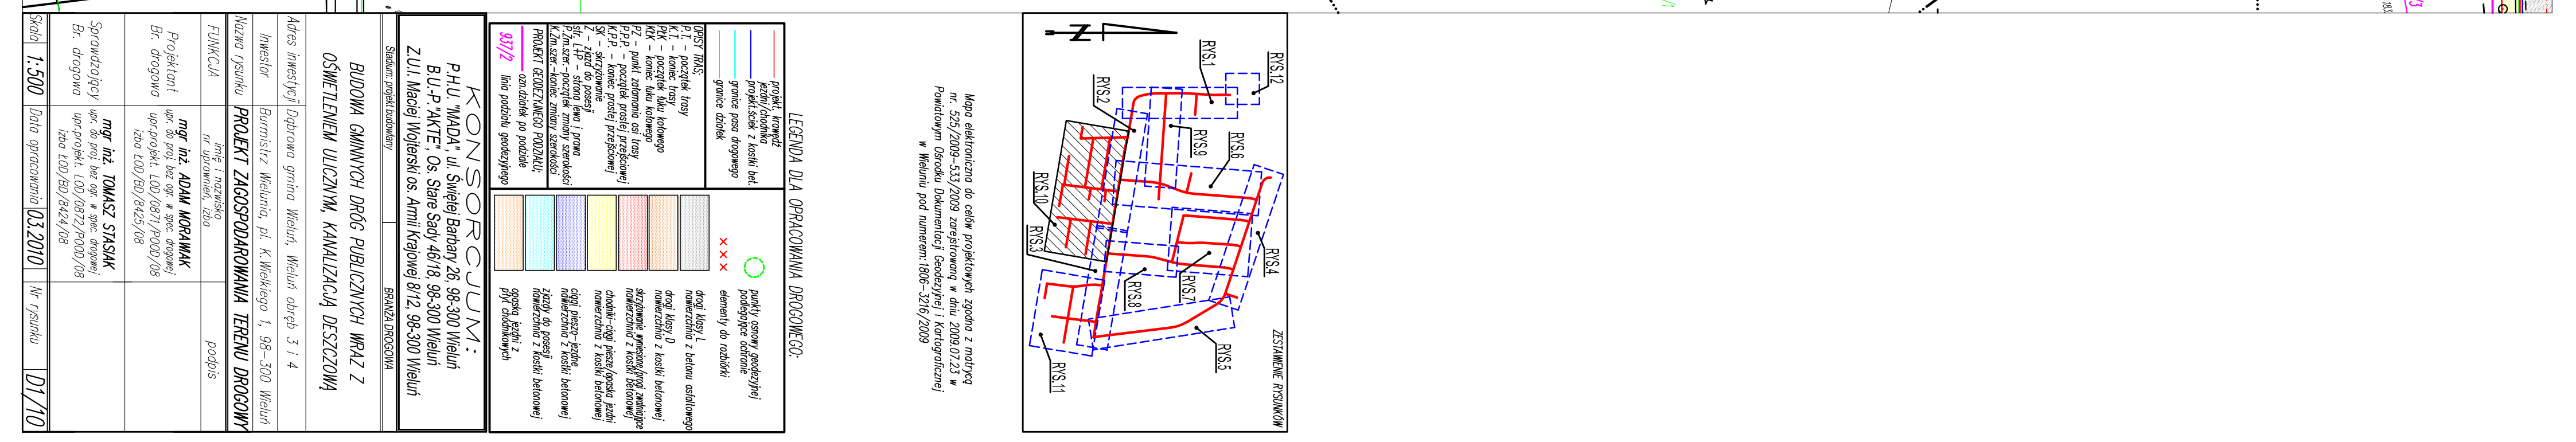 ZESTAWIENIE RYSUNKÓW
RYS.12
RYS.1
RYS.2
RYS.9
RYS.6
RYS.10
RYS.3
RYS.4
RYS.7
RYS.8
RYS.5
RYS.11
N
Mapa elektroniczna do celów projektowych zgodna z matrycą
nr. 525/2009-533/2009 zarejstrowaną w dniu 2009.07.23 w
Powiatowym Ośrodku Dokumentacji Geodezyjnej i Kartograficznej
w Wieluniu pod numerem:1806-3216/2009
LEGENDA DLA OPRACOWANIA DROGOWEGO:
projekt. krawędź
jezdni/chodnika
projekt.ściek z kostki bet.
granice pasa drogowego
granice działek
OPISY TRAS:
P.T. - początek trasy
K.T. - koniec trasy
PŁK - początek łuku kołowego
KŁK - koniec łuku kołowego
PZ - punkt załamania osi trasy
P.P.P. - początek prostej przejściowej
K.P.P. - koniec prostej przejściowej
SK - skrzyżowanie
Z - zjazd do posesji
str. L i P - strona lewa i prawa
P.Zm.szer.-początek zmiany szerokości
K.Zm.szer.-koniec zmiany szerokości
PROJEKT GEODEZYJNEGO PODZIAŁU:
ozn.działek po podziale
937/2 linia podziału geodezyjnego
punkty osnowy geodezyjnej
podlegające ochronie
elementy do rozbiórki
drogi klasy L
nawierzchnia z betonu asfaltowego
drogi klasy D
nawierzchnia z kostki betonowej
skrzyżowanie wyniesione/progi zwalniające
nawierzchnia z kostki betonowej
chodniki-ciągi piesze/opaska jezdni
nawierzchnia z kostki betonowej
ciągi pieszo-jezdne
nawierzchnia z kostki betonowej
zjazdy do posesji
nawierzchnia z kostki betonowej
opaska jezdni z
płyt chodnikowych
KONSORCJUM:
P.H.U. "MADA", ul. Świętej Barbary 26, 98-300 Wieluń
B.U.-P."AKTE", Os. Stare Sady 46/18, 98-300 Wieluń
Z.U.I. Maciej Wojterski os. Armii Krajowej 8/12, 98-300 Wieluń
Stadium: projekt budowlany BRANŻA DROGOWA
BUDOWA GMINNYCH DRÓG PUBLICZNYCH WRAZ Z
OŚWIETLENIEM ULICZNYM, KANALIZACJĄ DESZCZOWĄ
Adres inwestycji Dąbrowa gmina Wieluń, Wieluń obręb 3 i 4
Inwestor Burmistrz Wielunia, pl. K.Wielkiego 1, 98-300 Wieluń
Nazwa rysunku PROJEKT ZAGOSPODAROWANIA TERENU DROGOWY
FUNKCJA imię i nazwisko nr uprawnień, izba podpis
Projektant
Br. drogowa
mgr inż. ADAM MORAWIAK
upr. do proj. bez ogr. w spec. drogowej
upr.projekt. LOD/0871/POOD/08
izba ŁOD/BD/8425/08
Sprawdzający
Br. drogowa
mgr inż. TOMASZ STASIAK
upr. do proj. bez ogr. w spec. drogowej
upr.projekt. LOD/0872/POOD/08
izba ŁOD/BD/8424/08
Skala 1:500 Data opracowania 03.2010 Nr rysunku D1/10